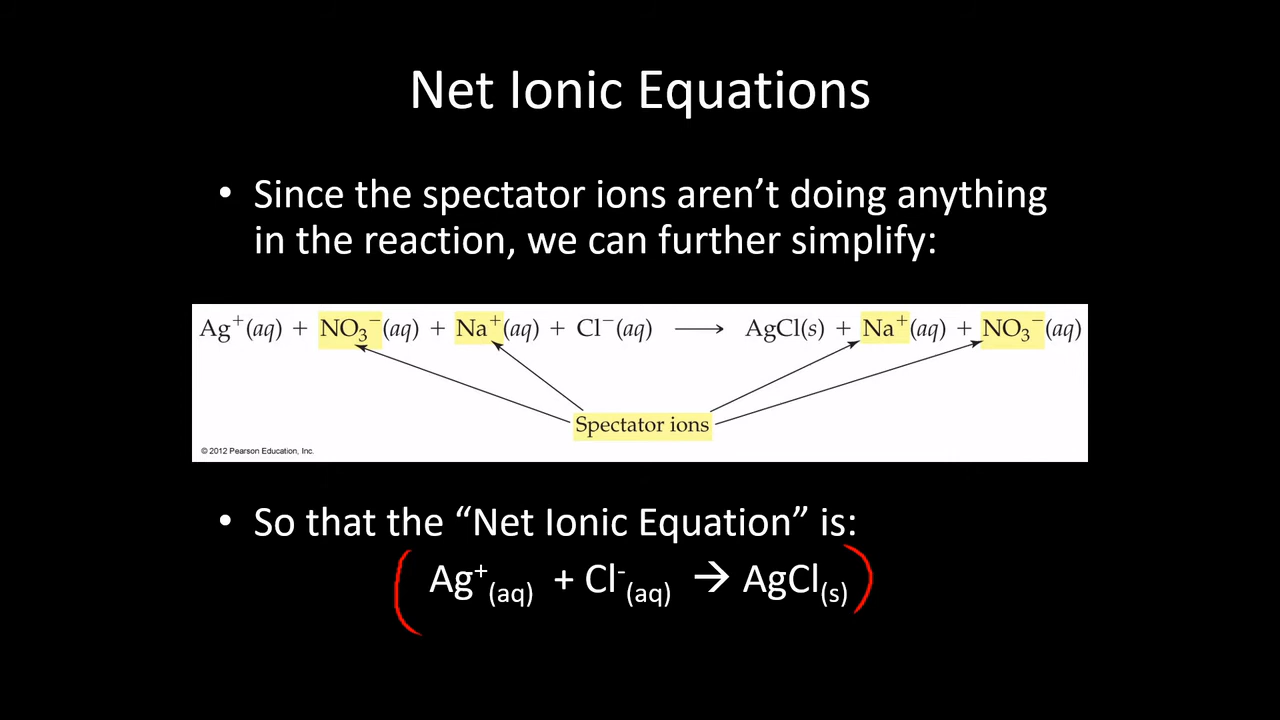 Net Ionic Equations
• Since the spectator ions aren’t doing anything
in the reaction, we can further simplify:
Ag⁺(aq) + NO₃⁻(aq) + Na⁺(aq) + Cl⁻(aq) ⟶ AgCl(s) + Na⁺(aq) + NO₃⁻(aq)
Spectator ions
© 2012 Pearson Education, Inc.
• So that the “Net Ionic Equation” is:
Ag⁺₍aq₎ + Cl⁻₍aq₎ → AgCl₍s₎